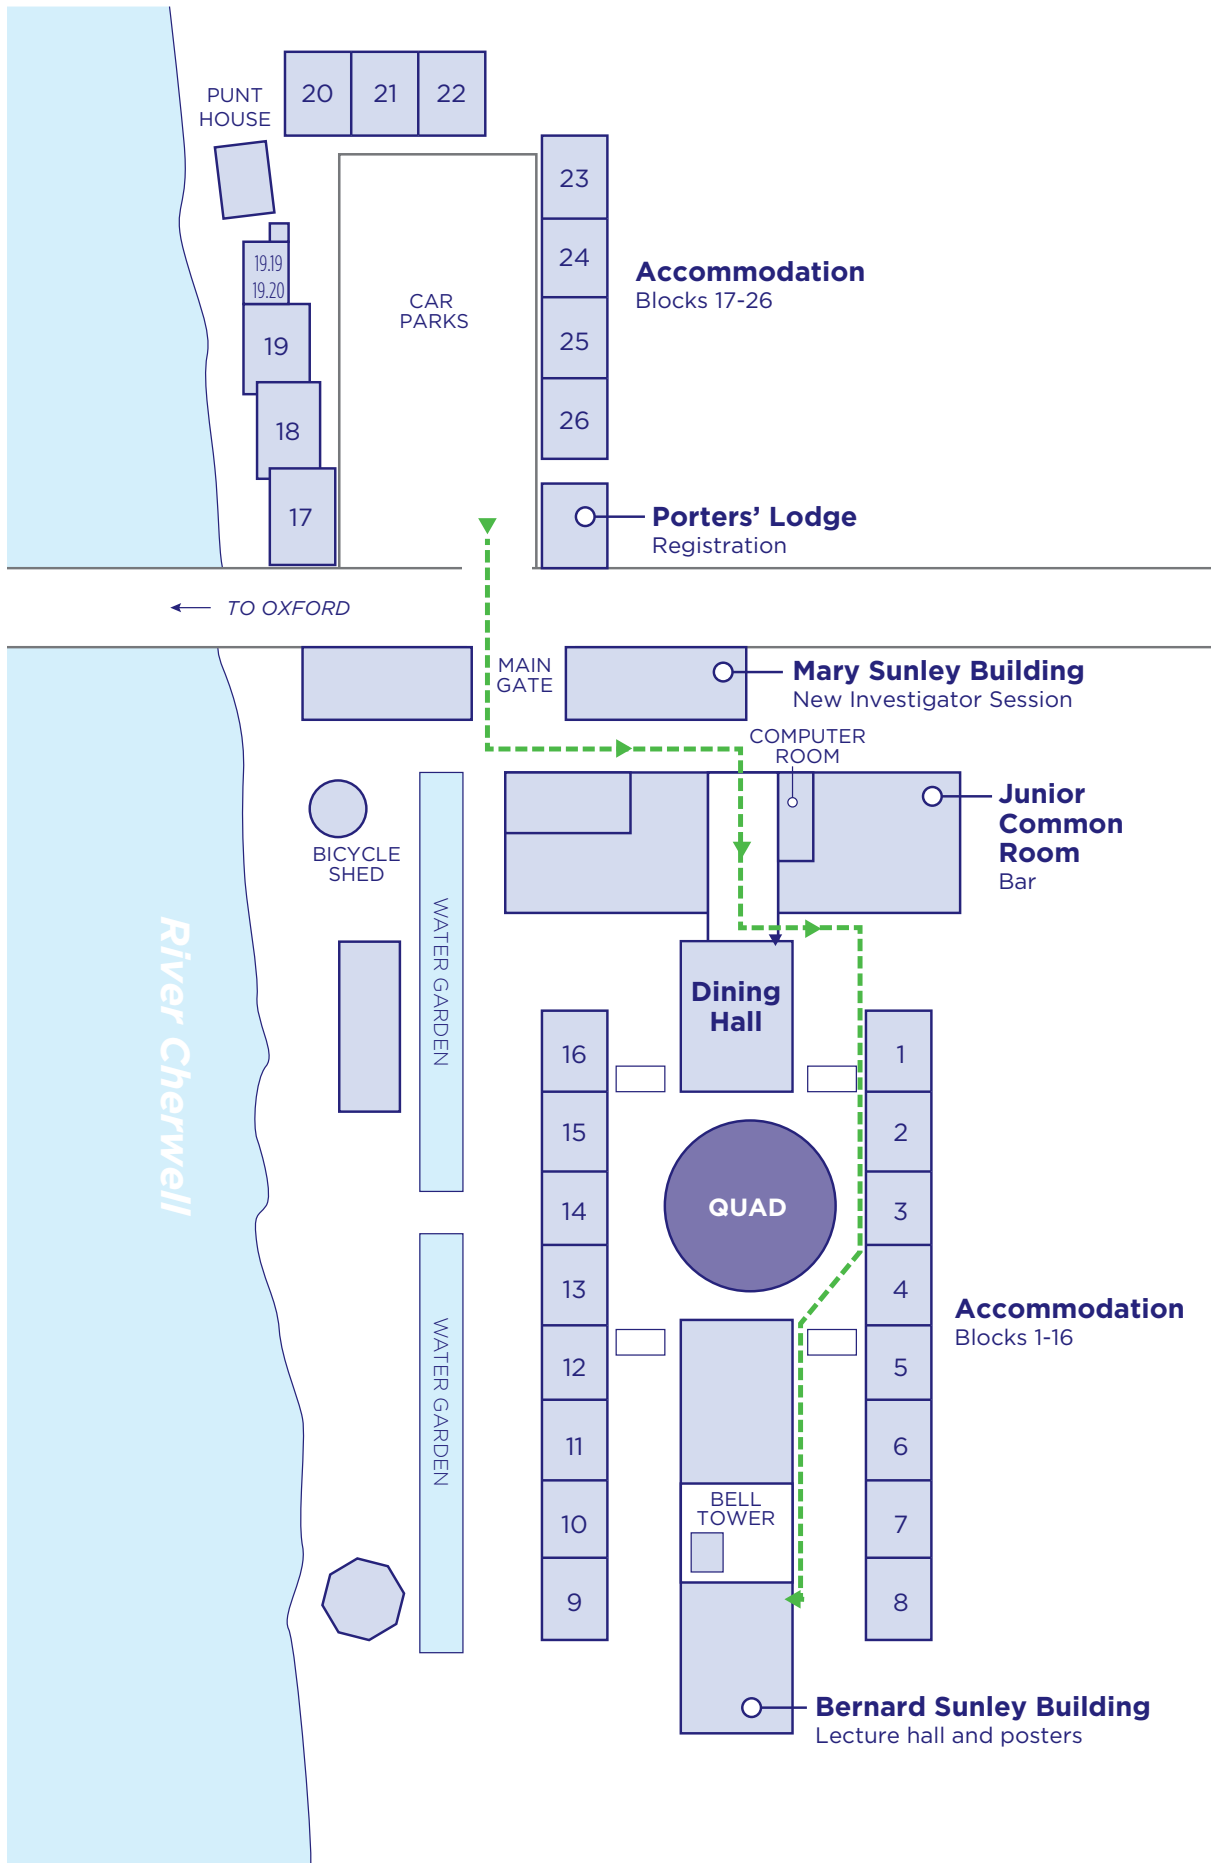 PUNT
HOUSE
20
21
22
23
24
25
26
19.19
19.20
19
18
17
CAR
PARKS
Accommodation
Blocks 17-26
Porters’ Lodge
Registration
TO OXFORD
MAIN
GATE
Mary Sunley Building
New Investigator Session
COMPUTER
ROOM
Junior
Common
Room
Bar
BICYCLE
SHED
WATER GARDEN
River Cherwell
Dining
Hall
16
15
14
13
12
11
10
9
QUAD
1
2
3
4
5
6
7
8
Accommodation
Blocks 1-16
WATER GARDEN
BELL
TOWER
Bernard Sunley Building
Lecture hall and posters